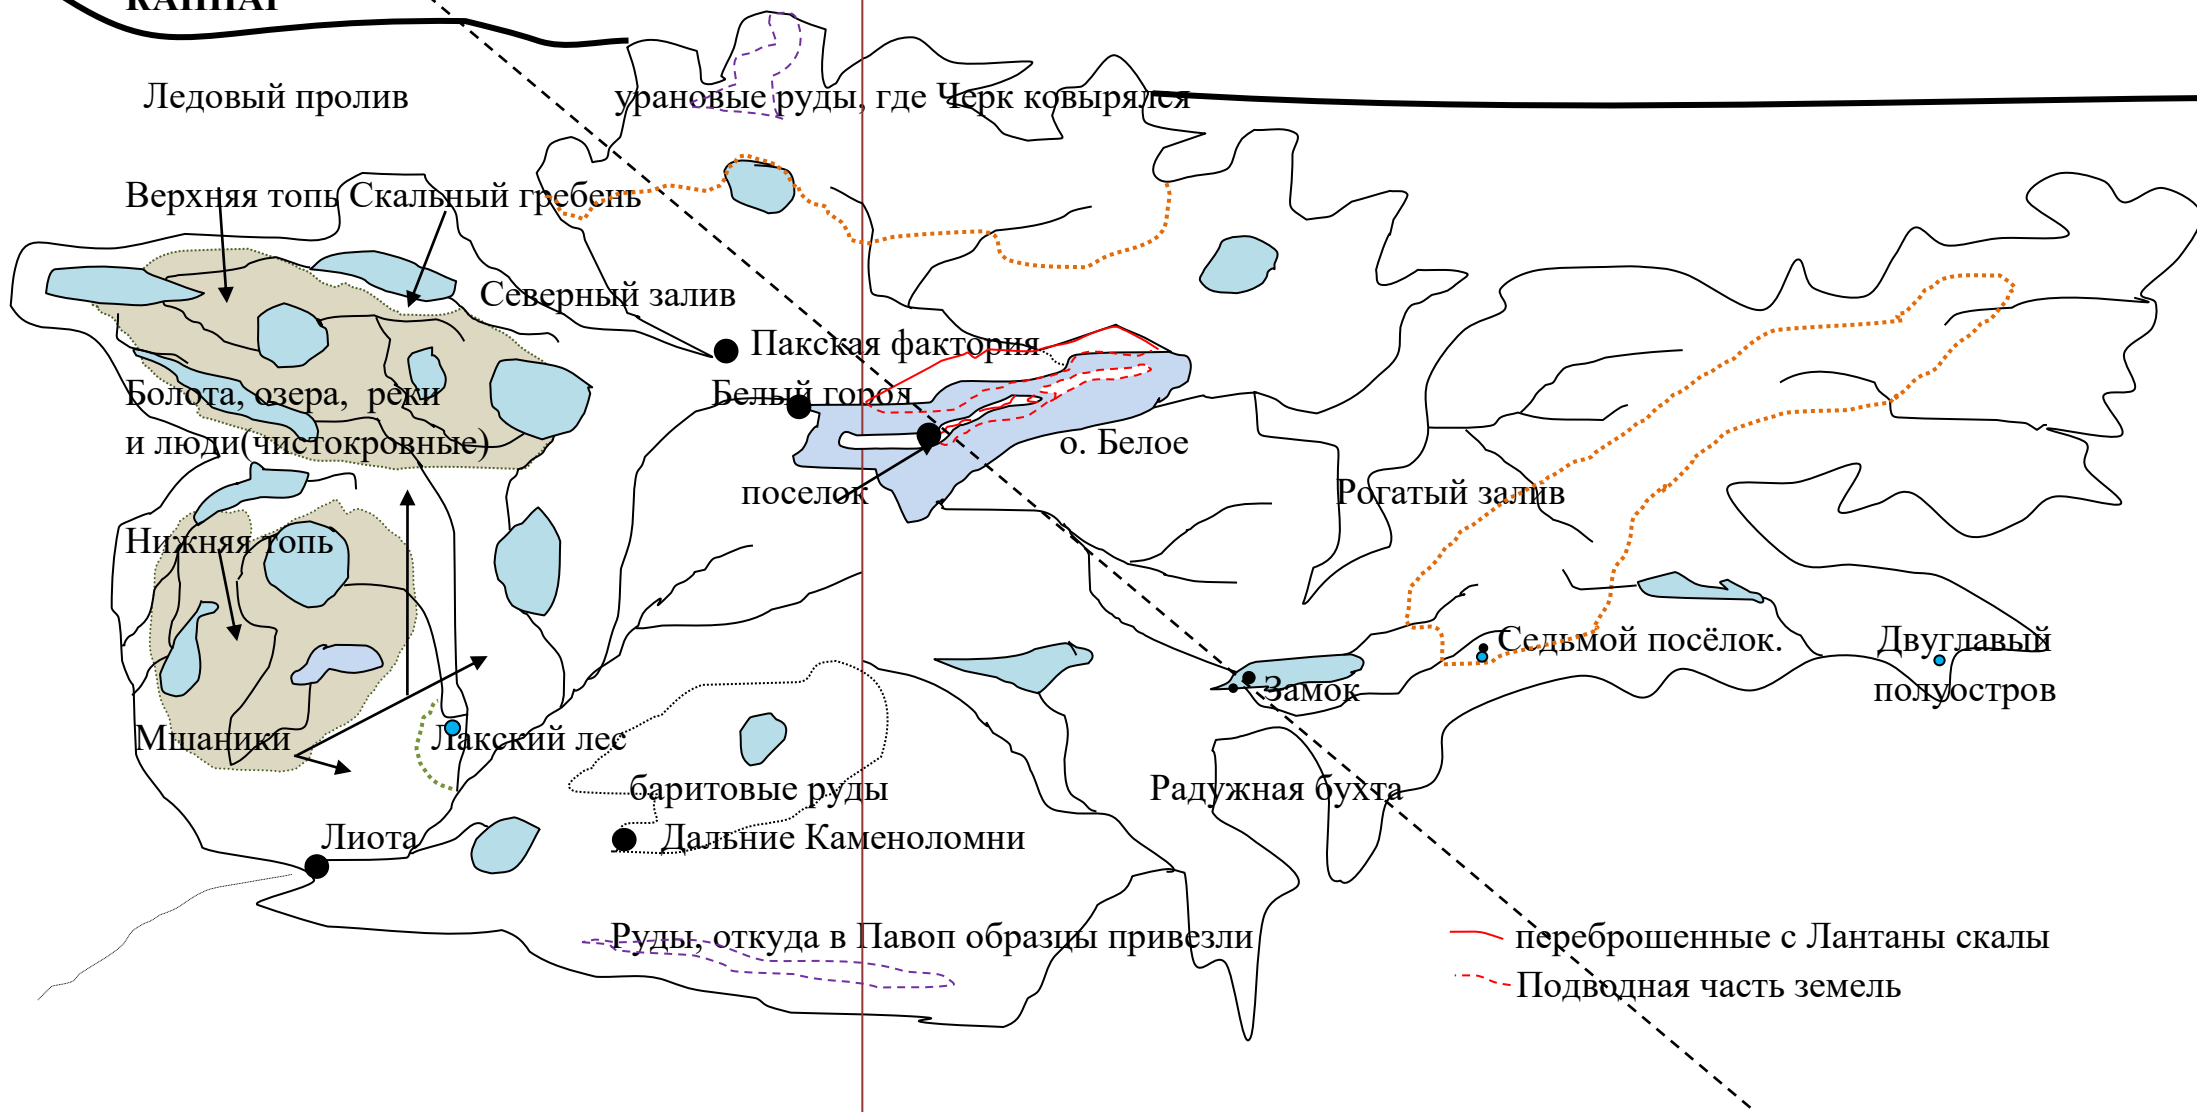 КАППАГ
Ледовый пролив
урановые руды, где Черк ковырялся
Верхняя топь Скальный гребень
Северный залив
Пакская фактория
Болота, озера, реки
Белый город
и люди(чистокровные)
о. Белое
поселок
Рогатый залив
Нижняя топь
Седьмой посёлок.
Двуглавый
полуостров
Замок
Мшаники
Лакский лес
баритовые руды
Радужная бухта
Лиота
Дальние Каменоломни
Руды, откуда в Павоп образцы привезли
переброшенные с Лантаны скалы
Подводная часть земель